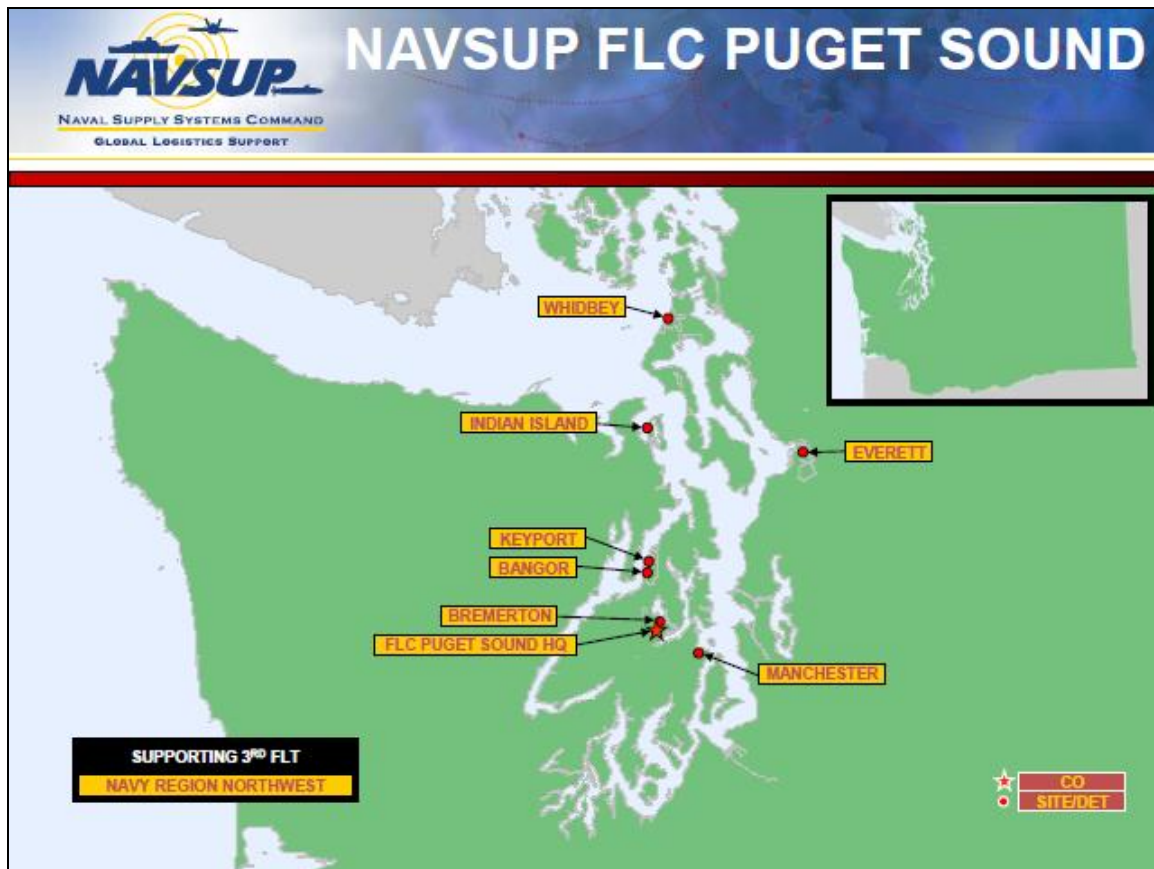 NAVSUP
NAVAL SUPPLY SYSTEMS COMMAND
GLOBAL LOGISTICS SUPPORT
NAVSUP FLC PUGET SOUND
WHIDBEY
INDIAN ISLAND
EVERETT
KEYPORT
BANGOR
BREMERTON
FLC PUGET SOUND HQ
MANCHESTER
SUPPORTING 3RD FLT
NAVY REGION NORTHWEST
CO
SITE/DET